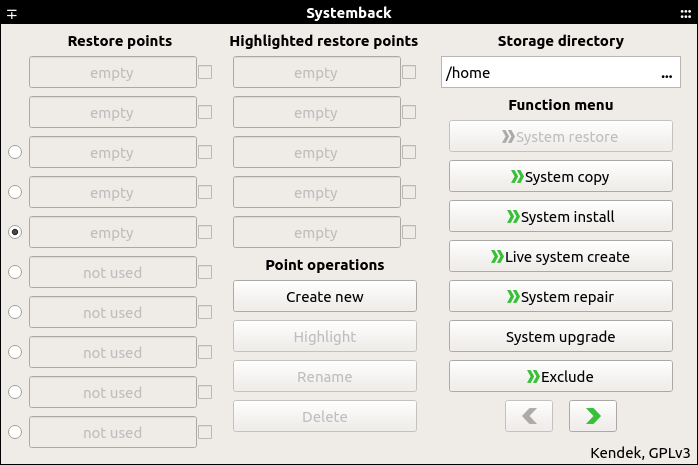 Systemback
Restore points
empty
empty
empty
empty
empty
not used
not used
not used
not used
not used
Highlighted restore points
empty
empty
empty
empty
empty
Point operations
Create new
Highlight
Rename
Delete
Storage directory
/home ...
Function menu
System restore
System copy
System install
Live system create
System repair
System upgrade
Exclude
Kendek, GPLv3